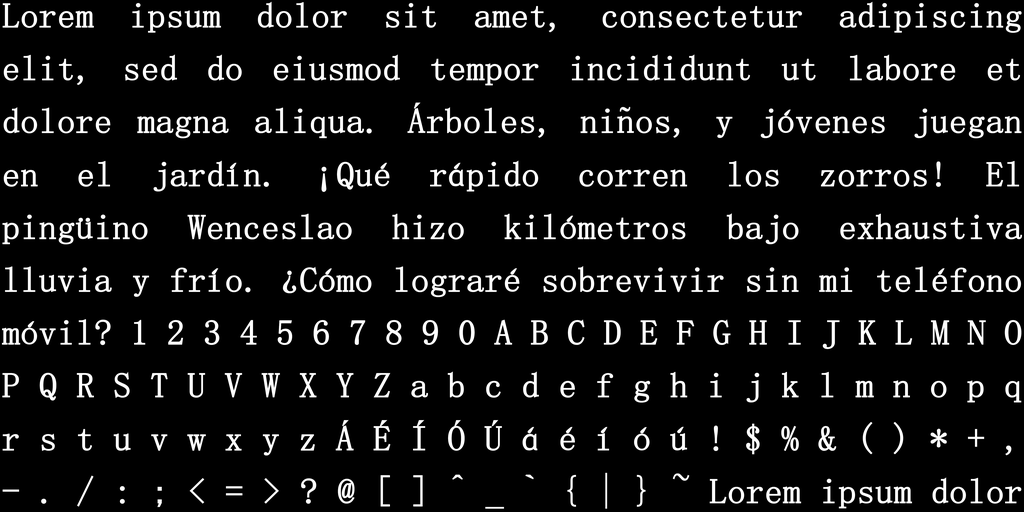 Lorem ipsum dolor sit amet, consectetur adipiscing
elit, sed do eiusmod tempor incididunt ut labore et
dolore magna aliqua. Árboles, niños, y jóvenes juegan
en el jardín. ¡Qué rápido corren los zorros! El
pingüino Wenceslao hizo kilómetros bajo exhaustiva
lluvia y frío. ¿Cómo lograré sobrevivir sin mi teléfono
móvil? 1 2 3 4 5 6 7 8 9 0 A B C D E F G H I J K L M N O
P Q R S T U V W X Y Z a b c d e f g h i j k l m n o p q
r s t u v w x y z Á É Í Ó Ú á é í ó ú ! $ % & ( ) * + ,
- . / : ; < = > ? @ [ ] ^ _ ` { | } ~ Lorem ipsum dolor